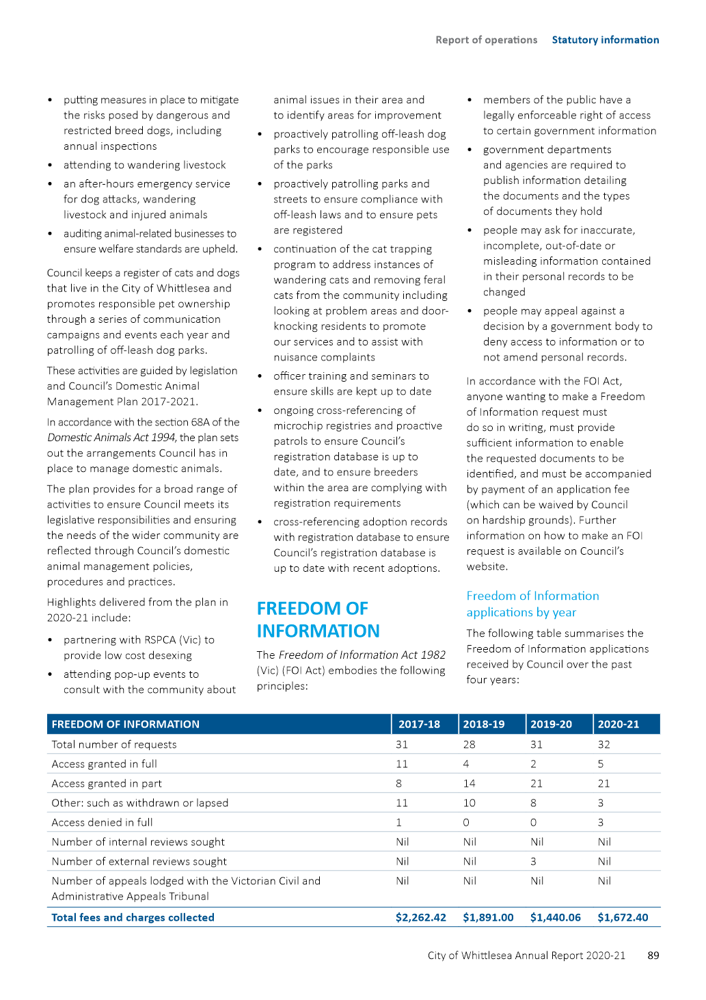 Report of operations Statutory information
• putting measures in place to mitigate
the risks posed by dangerous and
restricted breed dogs, including
annual inspections
• attending to wandering livestock
• an after-hours emergency service
for dog attacks, wandering
livestock and injured animals
• auditing animal-related businesses to
ensure welfare standards are upheld.
Council keeps a register of cats and dogs
that live in the City of Whittlesea and
promotes responsible pet ownership
through a series of communication
campaigns and events each year and
patrolling of off-leash dog parks.
These activities are guided by legislation
and Council's Domestic Animal
Management Plan 2017-2021.
In accordance with the section 68A of the
Domestic Animals Act 1994, the plan sets
out the arrangements Council has in
place to manage domestic animals.
The plan provides for a broad range of
activities to ensure Council meets its
legislative responsibilities and ensuring
the needs of the wider community are
reflected through Council's domestic
animal management policies,
procedures and practices.
Highlights delivered from the plan in
2020-21 include:
• partnering with RSPCA (Vic) to
provide low cost desexing
• attending pop-up events to
consult with the community about
animal issues in their area and
to identify areas for improvement
• proactively patrolling off-leash dog
parks to encourage responsible use
of the parks
• proactively patrolling parks and
streets to ensure compliance with
off-leash laws and to ensure pets
are registered
• continuation of the cat trapping
program to address instances of
wandering cats and removing feral
cats from the community including
looking at problem areas and door-
knocking residents to promote
our services and to assist with
nuisance complaints
• officer training and seminars to
ensure skills are kept up to date
• ongoing cross-referencing of
microchip registries and proactive
patrols to ensure Council's
registration database is up to
date, and to ensure breeders
within the area are complying with
registration requirements
• cross-referencing adoption records
with registration database to ensure
Council's registration database is
up to date with recent adoptions.
FREEDOM OF
INFORMATION
The Freedom of Information Act 1982
(Vic) (FOI Act) embodies the following
principles:
• members of the public have a
legally enforceable right of access
to certain government information
• government departments
and agencies are required to
publish information detailing
the documents and the types
of documents they hold
• people may ask for inaccurate,
incomplete, out-of-date or
misleading information contained
in their personal records to be
changed
• people may appeal against a
decision by a government body to
deny access to information or to
not amend personal records.
In accordance with the FOI Act,
anyone wanting to make a Freedom
of Information request must
do so in writing, must provide
sufficient information to enable
the requested documents to be
identified, and must be accompanied
by payment of an application fee
(which can be waived by Council
on hardship grounds). Further
information on how to make an FOI
request is available on Council's
website.
Freedom of Information
applications by year
The following table summarises the
Freedom of Information applications
received by Council over the past
four years:
FREEDOM OF INFORMATION 2017-18 2018-19 2019-20 2020-21
Total number of requests 31 28 31 32
Access granted in full 11 4 2 5
Access granted in part 8 14 21 21
Other: such as withdrawn or lapsed 11 10 8 3
Access denied in full 1 0 0 3
Number of internal reviews sought Nil Nil Nil Nil
Number of external reviews sought Nil Nil 3 Nil
Number of appeals lodged with the Victorian Civil and Nil Nil Nil Nil
Administrative Appeals Tribunal
Total fees and charges collected $2,262.42 $1,891.00 $1,440.06 $1,672.40
City of Whittlesea Annual Report 2020-21 89